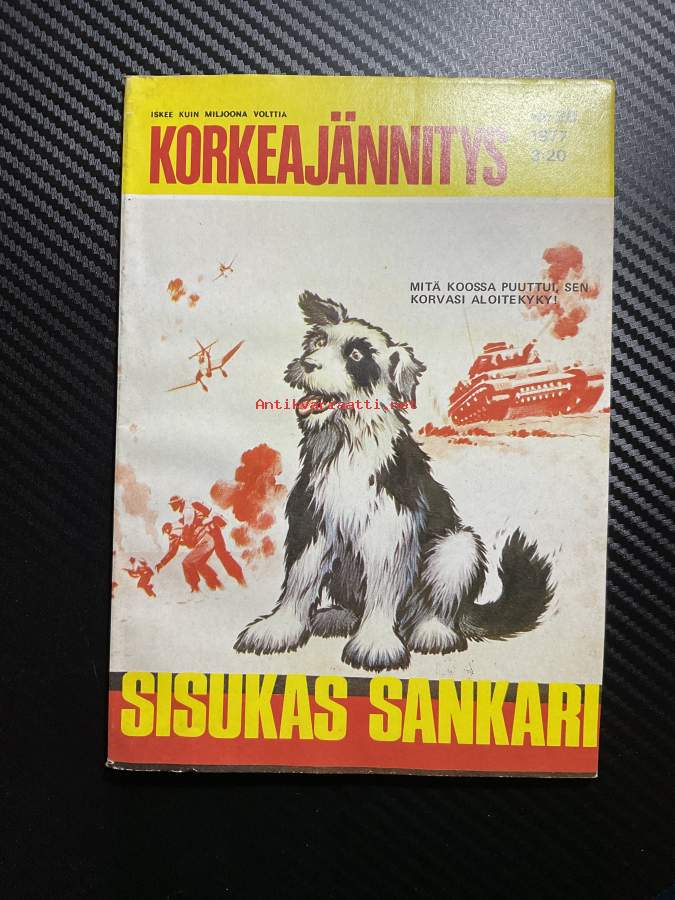 ISKEE KUIN MILJOONA VOLTTIA
KORKEAJÄNNITYS
1977
3:20
MITÄ KOOSSA PUUTTUI, SEN
KORVASI ALOITEKYKY!
Antikvariaatti.net
SISUKAS SANKARI